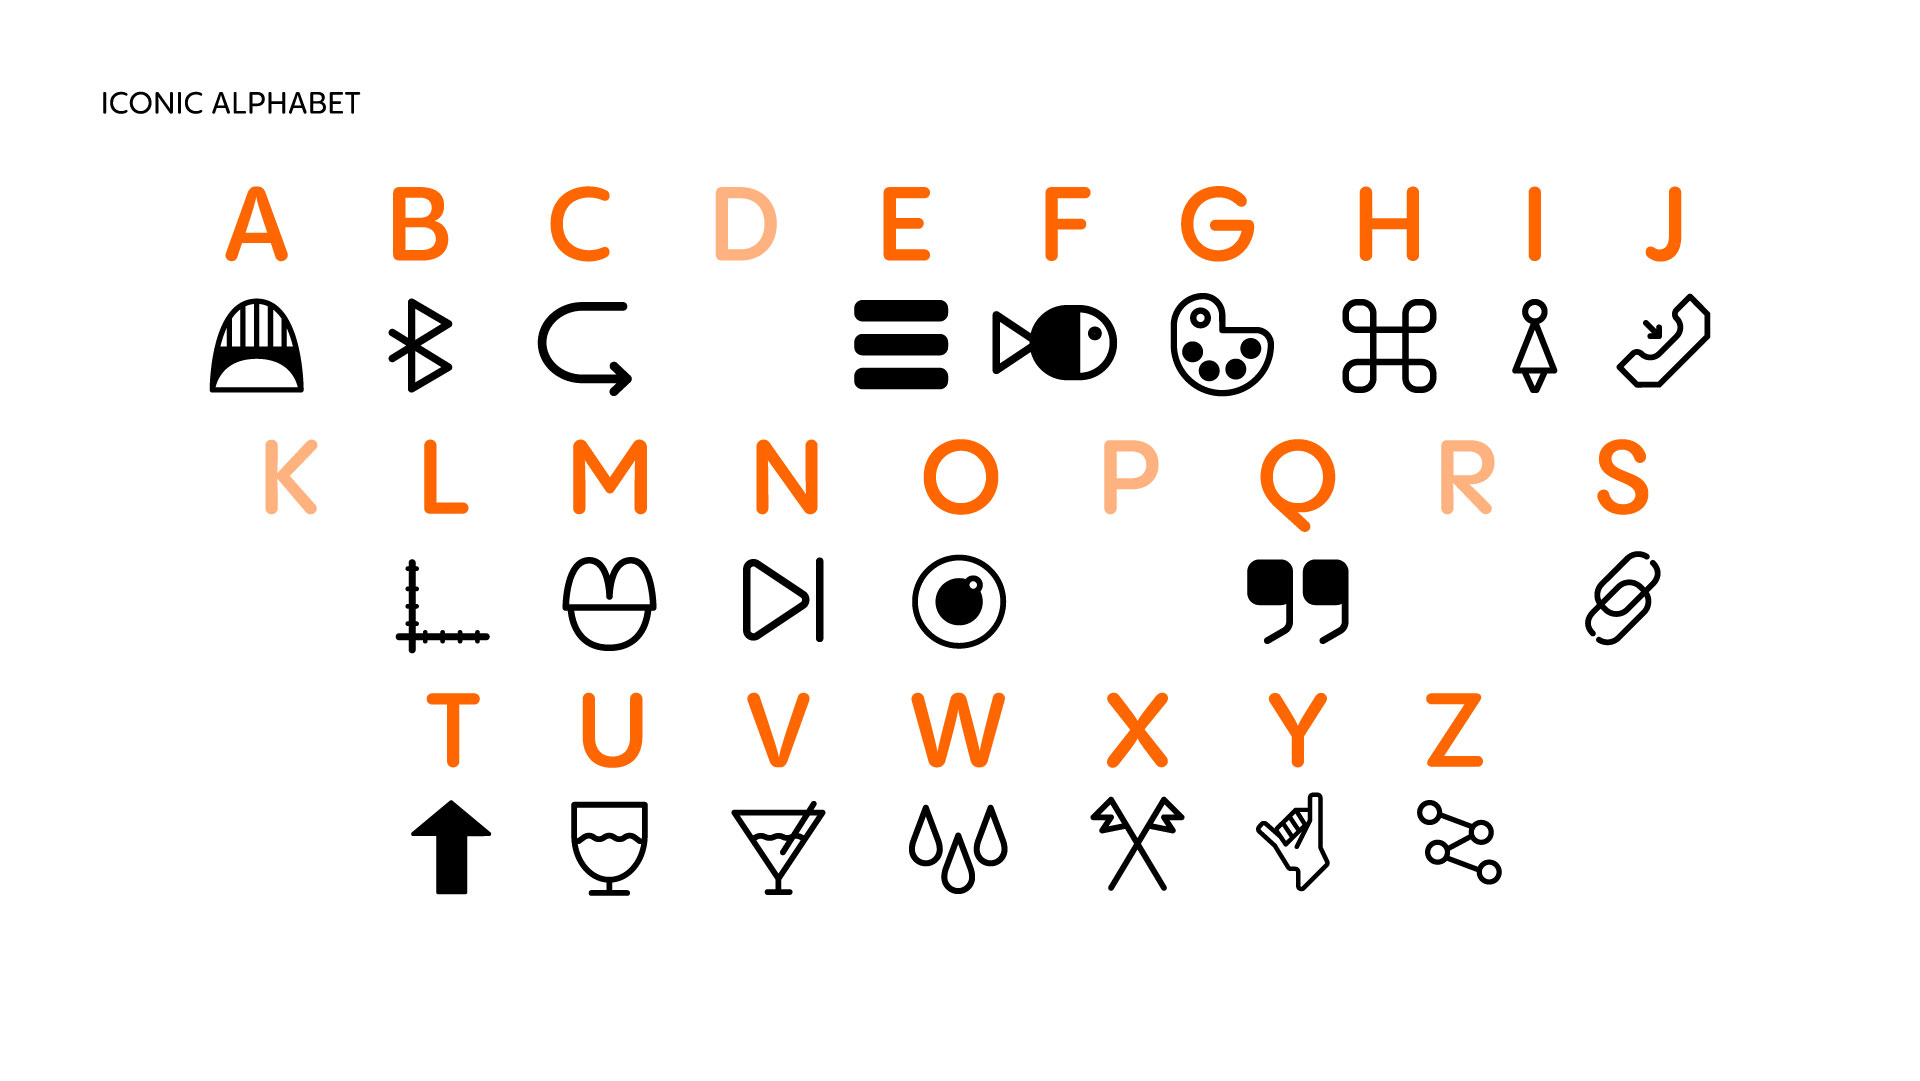 ICONIC ALPHABET
A B C D E F G H I J
K L M N O P Q R S
T U V W X Y Z